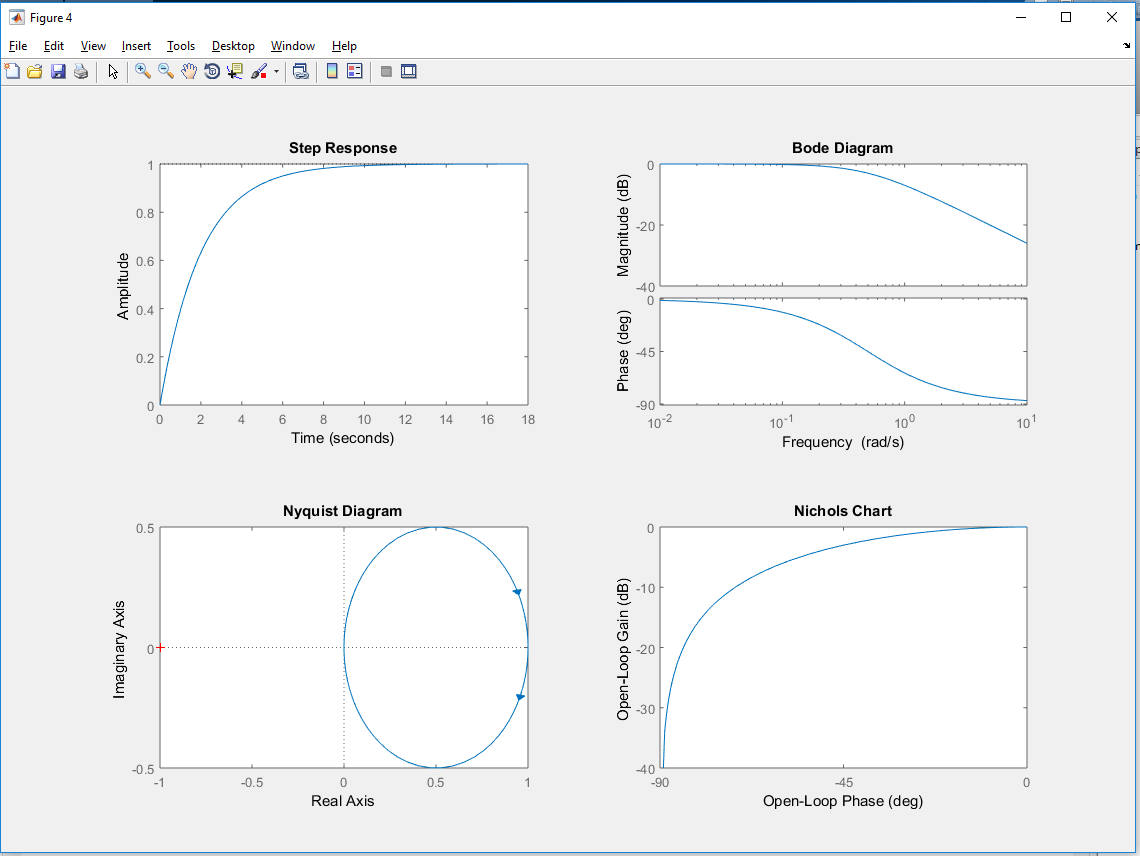 Figure 4
File Edit View Insert Tools Desktop Window Help
Step Response
Amplitude
1
0.8
0.6
0.4
0.2
0
0 2 4 6 8 10 12 14 16 18
Time (seconds)
Bode Diagram
Magnitude (dB)
0
-20
-40
Phase (deg)
0
-45
-90
10^-2 10^-1 10^0 10^1
Frequency (rad/s)
Nyquist Diagram
Imaginary Axis
0.5
0
-0.5
-1 -0.5 0 0.5 1
Real Axis
Nichols Chart
Open-Loop Gain (dB)
0
-10
-20
-30
-40
-90 -45 0
Open-Loop Phase (deg)